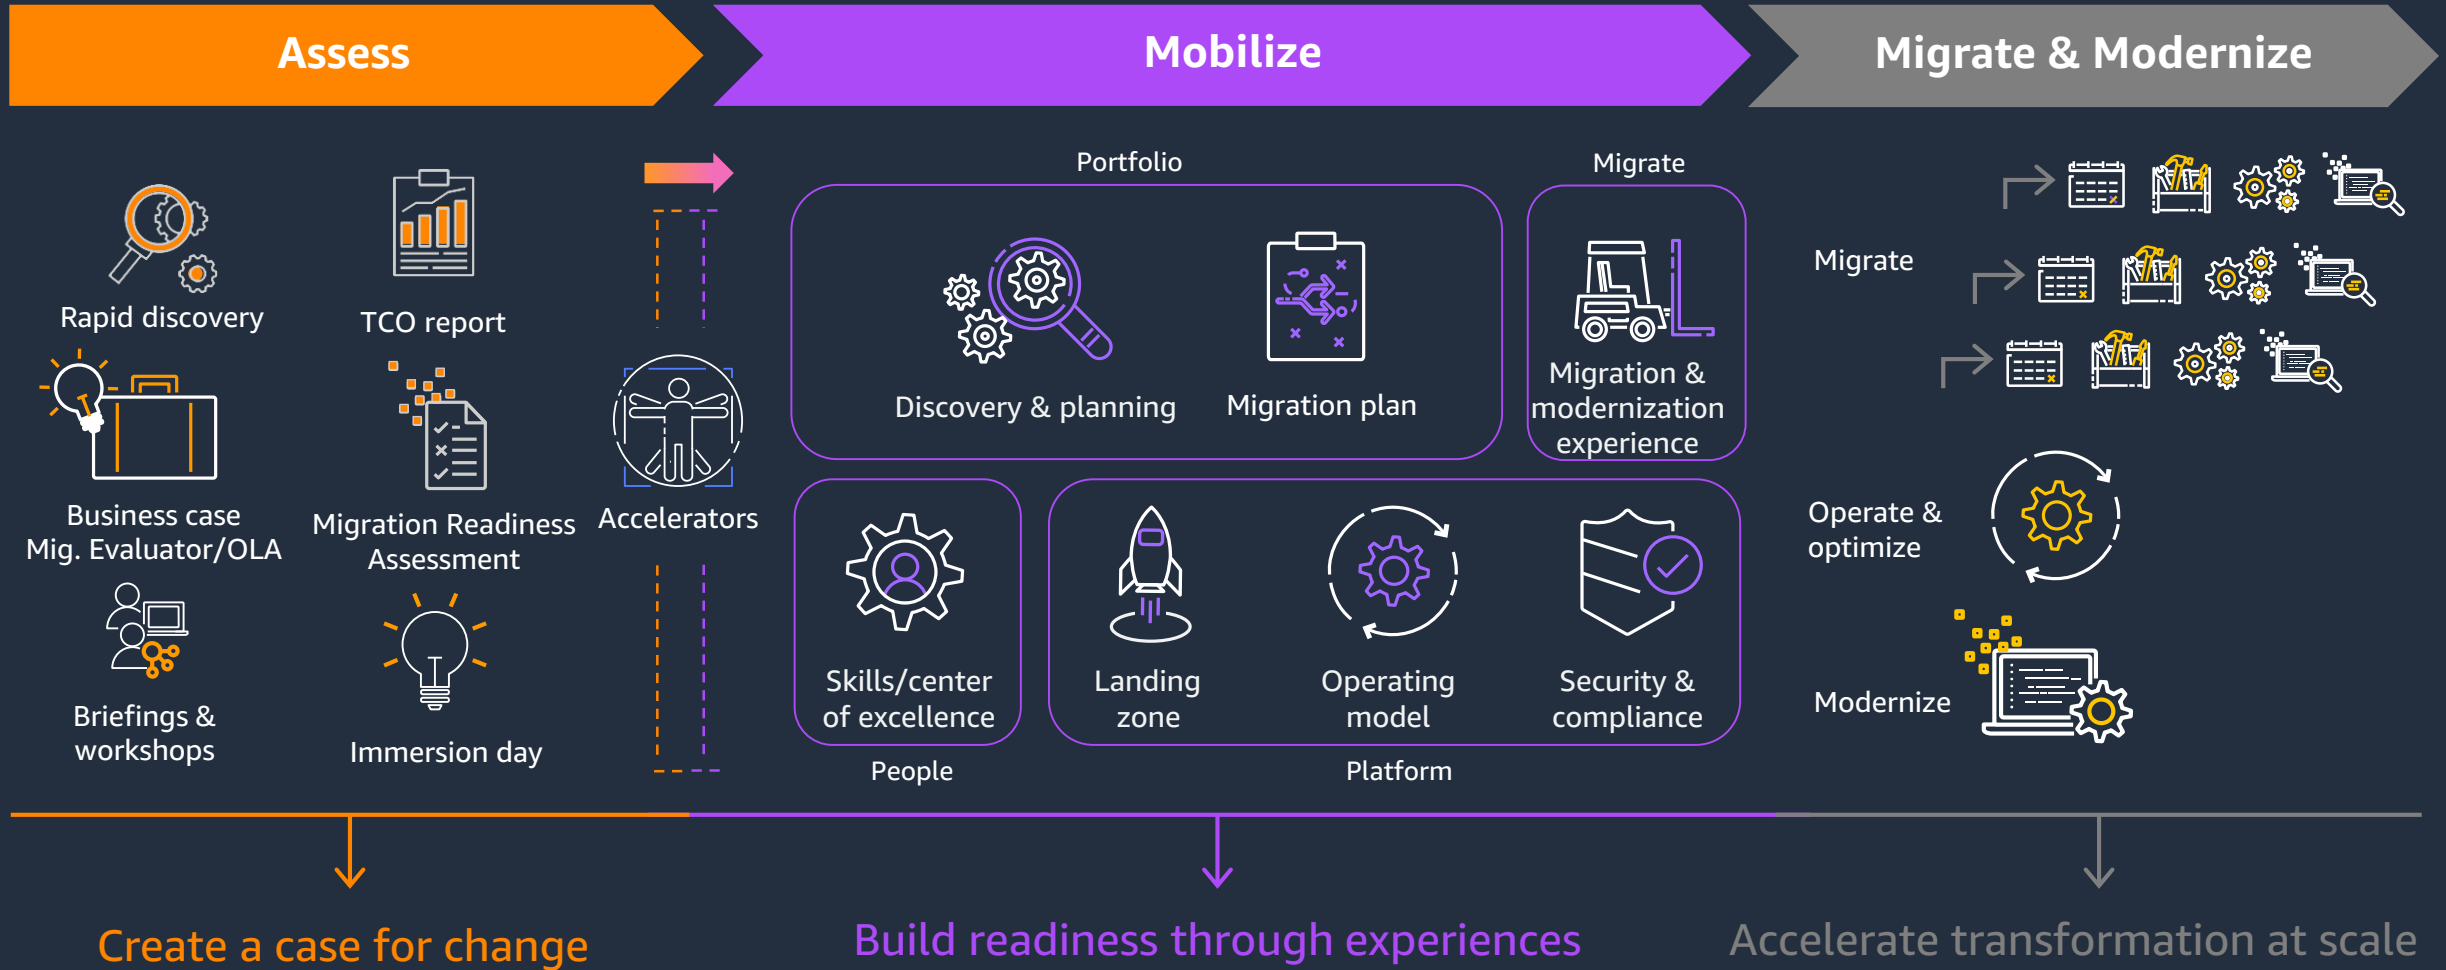 Assess
Mobilize
Migrate & Modernize
Rapid discovery
TCO report
Business case
Mig. Evaluator/OLA
Migration Readiness
Assessment
Briefings &
workshops
Immersion day
Accelerators
Portfolio
Discovery & planning
Migration plan
Migrate
Migration &
modernization
experience
Skills/center
of excellence
People
Landing
zone
Operating
model
Security &
compliance
Platform
Migrate
Operate &
optimize
Modernize
Create a case for change
Build readiness through experiences
Accelerate transformation at scale